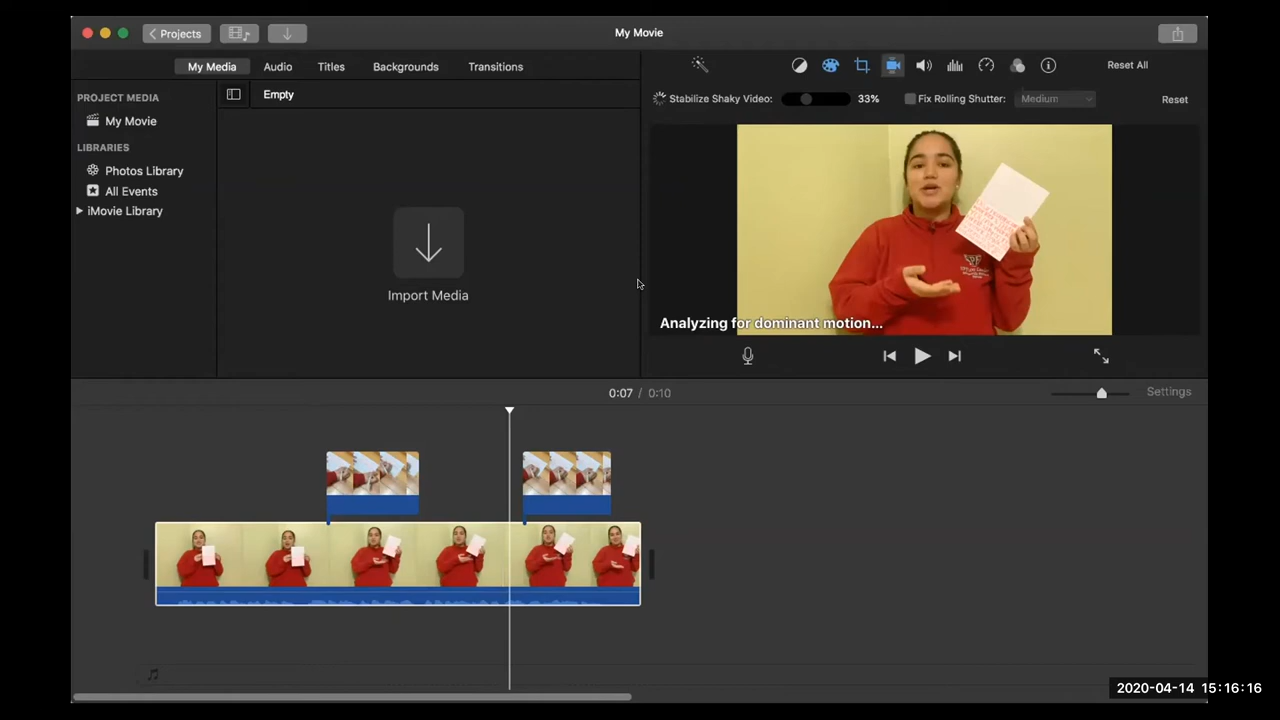 Projects
My Movie
My Media
Audio
Titles
Backgrounds
Transitions
Reset All
PROJECT MEDIA
My Movie
LIBRARIES
Photos Library
All Events
iMovie Library
Empty
Import Media
Stabilize Shaky Video:
33%
Fix Rolling Shutter:
Medium
Reset
Analyzing for dominant motion...
0:07 / 0:10
Settings
2020-04-14 15:16:16